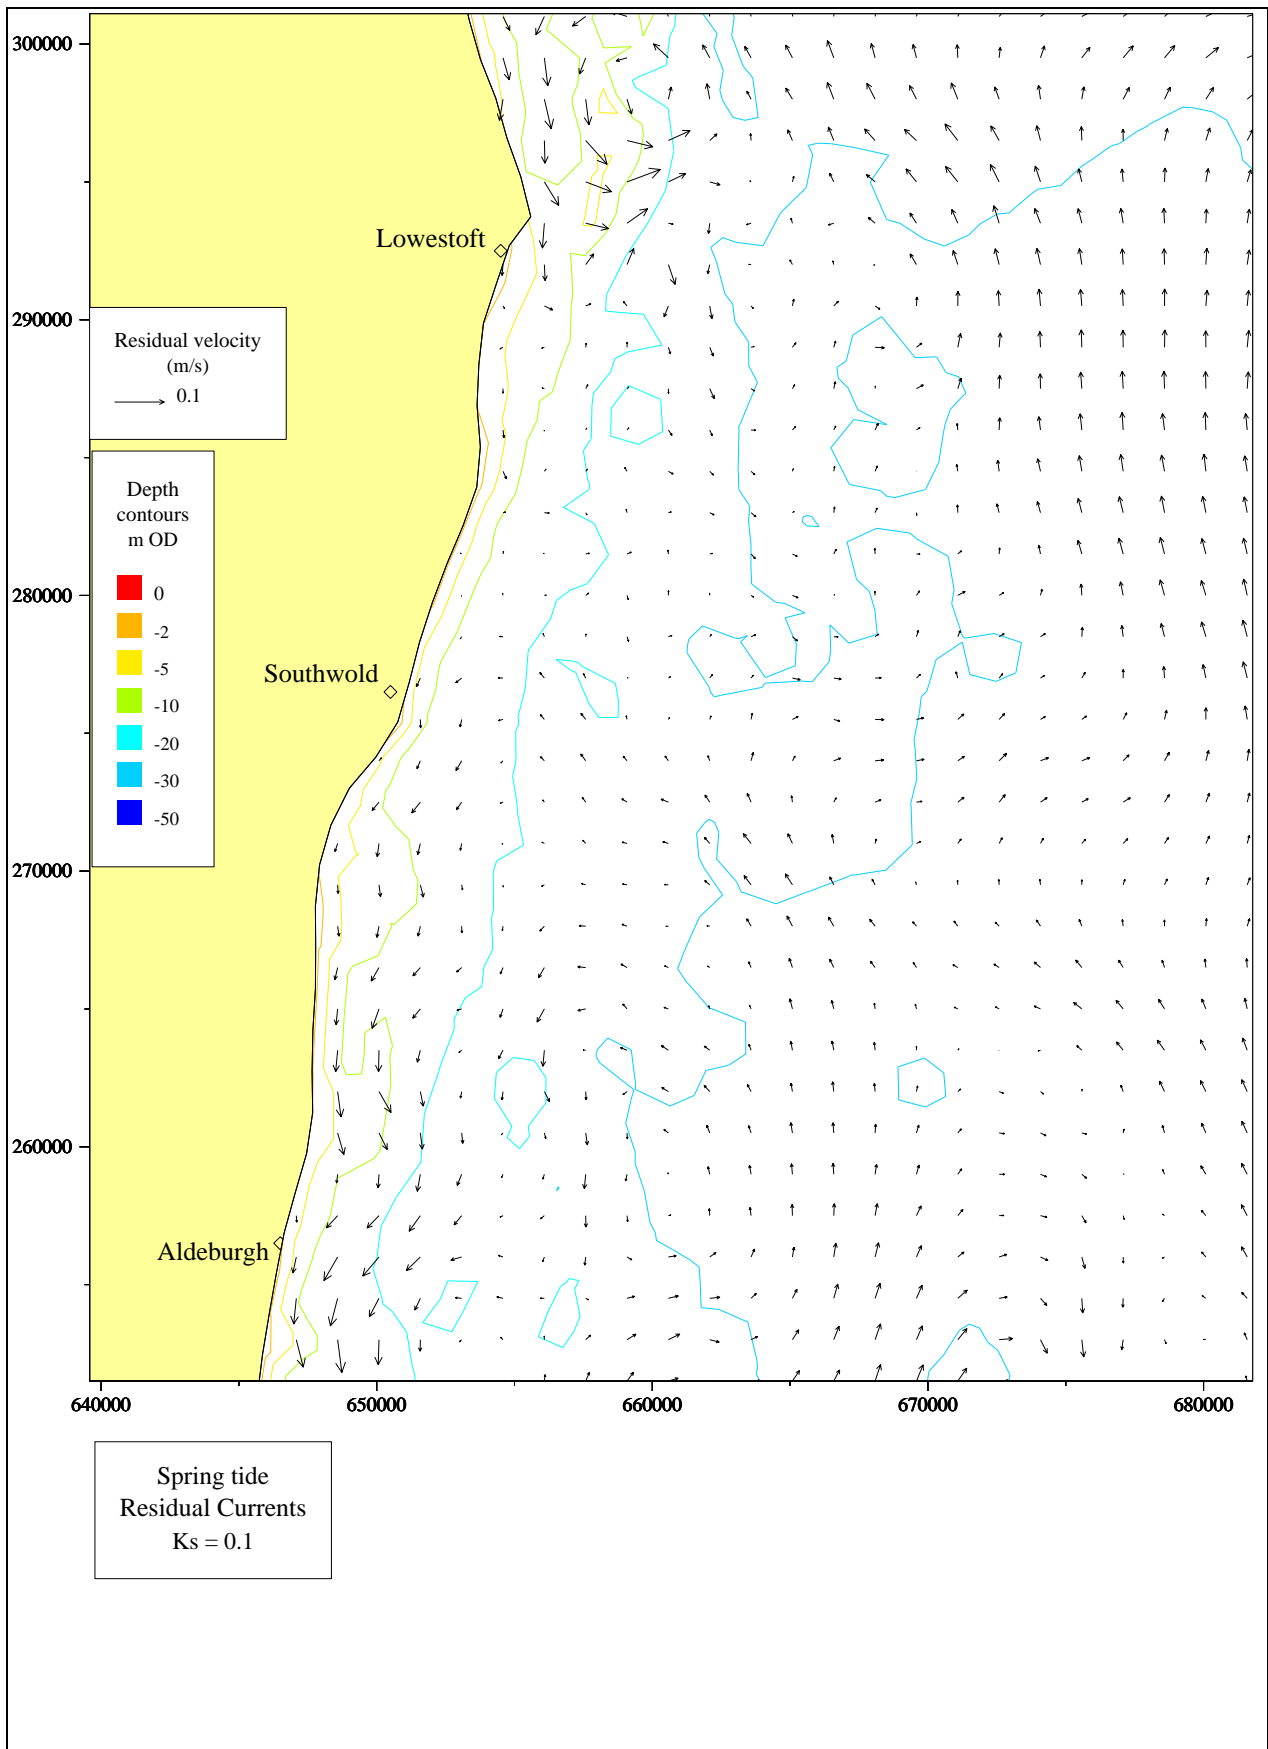 300000
Lowestoft
290000
Residual velocity
(m/s)
0.1
Depth
contours
m OD
0
-2
-5
-10
-20
-30
-50
280000
Southwold
270000
260000
Aldeburgh
640000 650000 660000 670000 680000
Spring tide
Residual Currents
Ks = 0.1